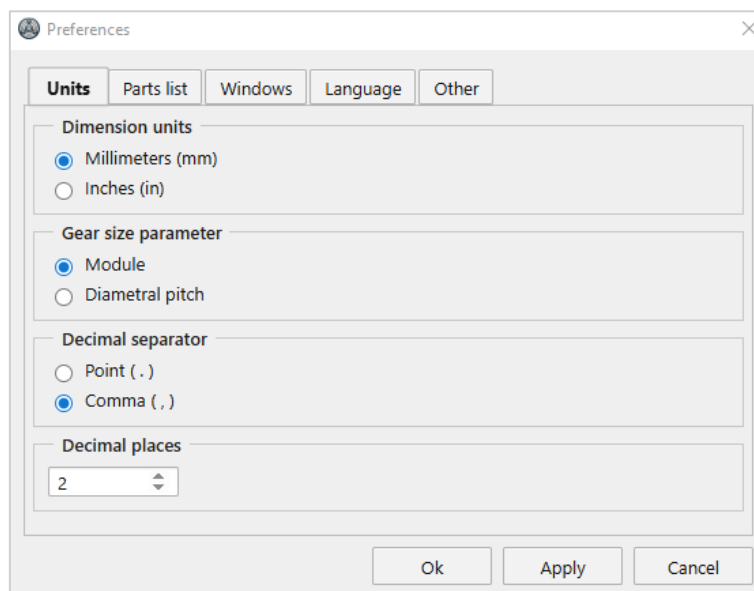 Preferences
Units Parts list Windows Language Other
Dimension units
Millimeters (mm)
Inches (in)
Gear size parameter
Module
Diametral pitch
Decimal separator
Point ( . )
Comma ( , )
Decimal places
2
Ok Apply Cancel